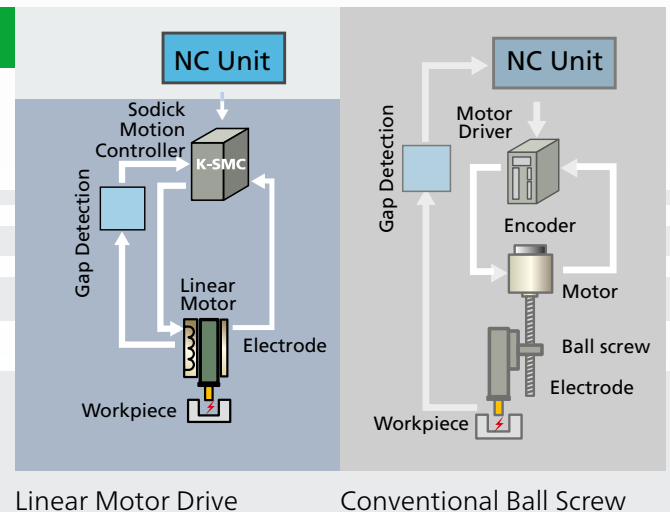 NC Unit
Sodick
Motion
Controller
K-SMC
Gap Detection
Linear
Motor
Electrode
Workpiece
Linear Motor Drive
NC Unit
Motor
Driver
Gap Detection
Encoder
Motor
Ball screw
Electrode
Workpiece
Conventional Ball Screw